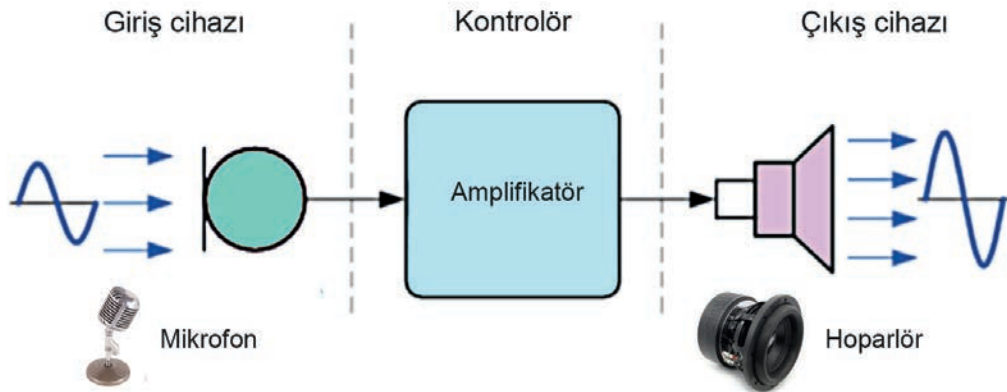 Giriş cihazı
Kontrolör
Çıkış cihazı
Amplifikatör
Mikrofon
Hoparlör